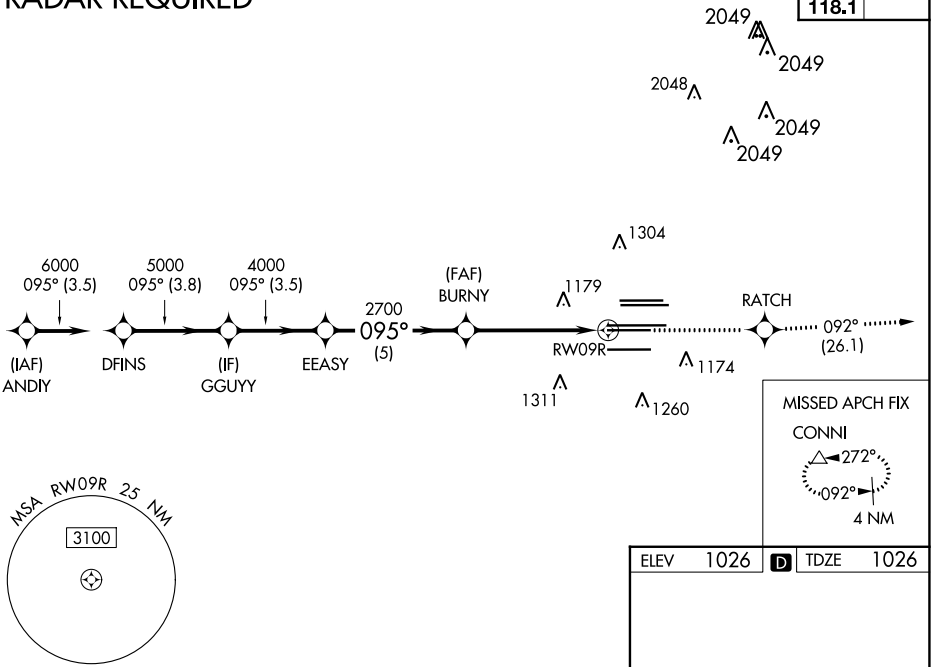 RADAR REQUIRED
118.1
2049
2049
2048
2049
2049
1304
6000
095° (3.5)
5000
095° (3.8)
4000
095° (3.5)
2700
095°
(5)
(FAF)
BURNY
1179
RATCH
092°
(26.1)
(IAF)
ANDIY
DFINS
(IF)
GGUYY
EEASY
RW09R
1174
1311
1260
MISSED APCH FIX
CONNI
272°
092°
4 NM
MSA RW09R 25 NM
3100
ELEV 1026 D TDZE 1026